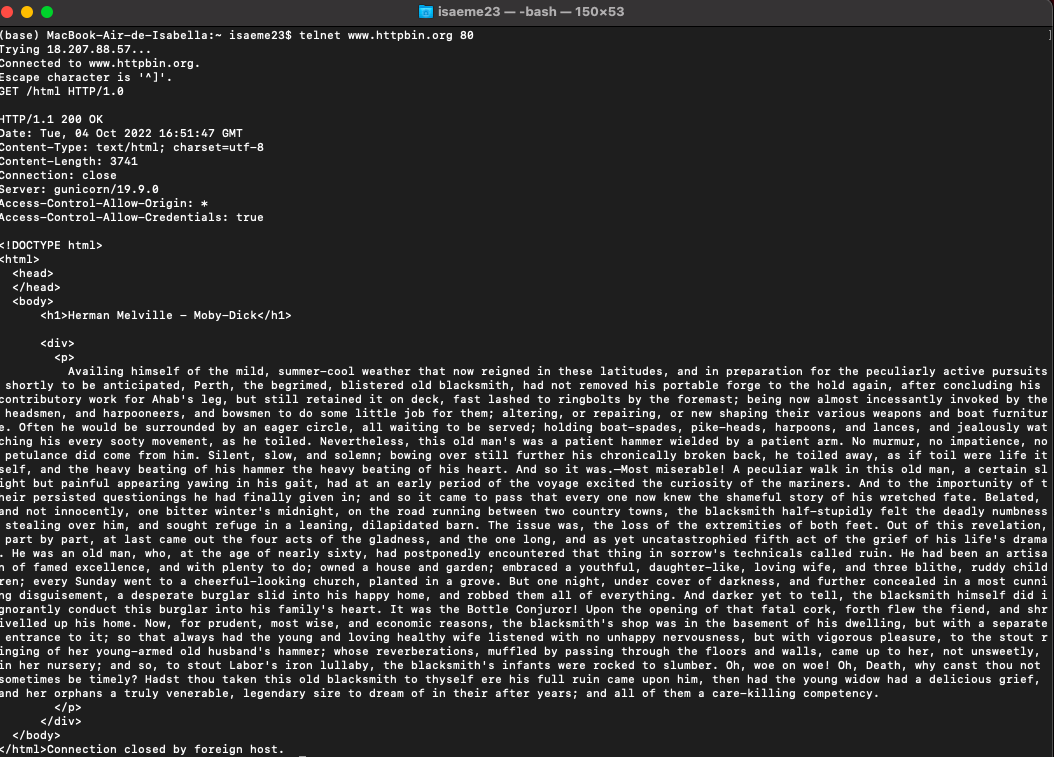 isaeme23 — -bash — 150×53
(base) MacBook-Air-de-Isabella:~ isaeme23$ telnet www.httpbin.org 80
Trying 18.207.88.57...
Connected to www.httpbin.org.
Escape character is '^]'.
GET /html HTTP/1.0

HTTP/1.1 200 OK
Date: Tue, 04 Oct 2022 16:51:47 GMT
Content-Type: text/html; charset=utf-8
Content-Length: 3741
Connection: close
Server: gunicorn/19.9.0
Access-Control-Allow-Origin: *
Access-Control-Allow-Credentials: true

<!DOCTYPE html>
<html>
  <head>
  </head>
  <body>
      <h1>Herman Melville - Moby-Dick</h1>

      <div>
        <p>
          Availing himself of the mild, summer-cool weather that now reigned in these latitudes, and in preparation for the peculiarly active pursuits
 shortly to be anticipated, Perth, the begrimed, blistered old blacksmith, had not removed his portable forge to the hold again, after concluding his
contributory work for Ahab's leg, but still retained it on deck, fast lashed to ringbolts by the foremast; being now almost incessantly invoked by the
 headsmen, and harpooneers, and bowsmen to do some little job for them; altering, or repairing, or new shaping their various weapons and boat furnitur
e. Often he would be surrounded by an eager circle, all waiting to be served; holding boat-spades, pike-heads, harpoons, and lances, and jealously wat
ching his every sooty movement, as he toiled. Nevertheless, this old man's was a patient hammer wielded by a patient arm. No murmur, no impatience, no
 petulance did come from him. Silent, slow, and solemn; bowing over still further his chronically broken back, he toiled away, as if toil were life it
self, and the heavy beating of his hammer the heavy beating of his heart. And so it was.—Most miserable! A peculiar walk in this old man, a certain sl
ight but painful appearing yawing in his gait, had at an early period of the voyage excited the curiosity of the mariners. And to the importunity of t
heir persisted questionings he had finally given in; and so it came to pass that every one now knew the shameful story of his wretched fate. Belated,
and not innocently, one bitter winter's midnight, on the road running between two country towns, the blacksmith half-stupidly felt the deadly numbness
 stealing over him, and sought refuge in a leaning, dilapidated barn. The issue was, the loss of the extremities of both feet. Out of this revelation,
 part by part, at last came out the four acts of the gladness, and the one long, and as yet uncatastrophied fifth act of the grief of his life's drama
. He was an old man, who, at the age of nearly sixty, had postponedly encountered that thing in sorrow's technicals called ruin. He had been an artisa
n of famed excellence, and with plenty to do; owned a house and garden; embraced a youthful, daughter-like, loving wife, and three blithe, ruddy child
ren; every Sunday went to a cheerful-looking church, planted in a grove. But one night, under cover of darkness, and further concealed in a most cunni
ng disguisement, a desperate burglar slid into his happy home, and robbed them all of everything. And darker yet to tell, the blacksmith himself did i
gnorantly conduct this burglar into his family's heart. It was the Bottle Conjuror! Upon the opening of that fatal cork, forth flew the fiend, and shr
ivelled up his home. Now, for prudent, most wise, and economic reasons, the blacksmith's shop was in the basement of his dwelling, but with a separate
 entrance to it; so that always had the young and loving healthy wife listened with no unhappy nervousness, but with vigorous pleasure, to the stout r
inging of her young-armed old husband's hammer; whose reverberations, muffled by passing through the floors and walls, came up to her, not unsweetly,
in her nursery; and so, to stout Labor's iron lullaby, the blacksmith's infants were rocked to slumber. Oh, woe on woe! Oh, Death, why canst thou not
sometimes be timely? Hadst thou taken this old blacksmith to thyself ere his full ruin came upon him, then had the young widow had a delicious grief,
and her orphans a truly venerable, legendary sire to dream of in their after years; and all of them a care-killing competency.
        </p>
      </div>
  </body>
</html>Connection closed by foreign host.